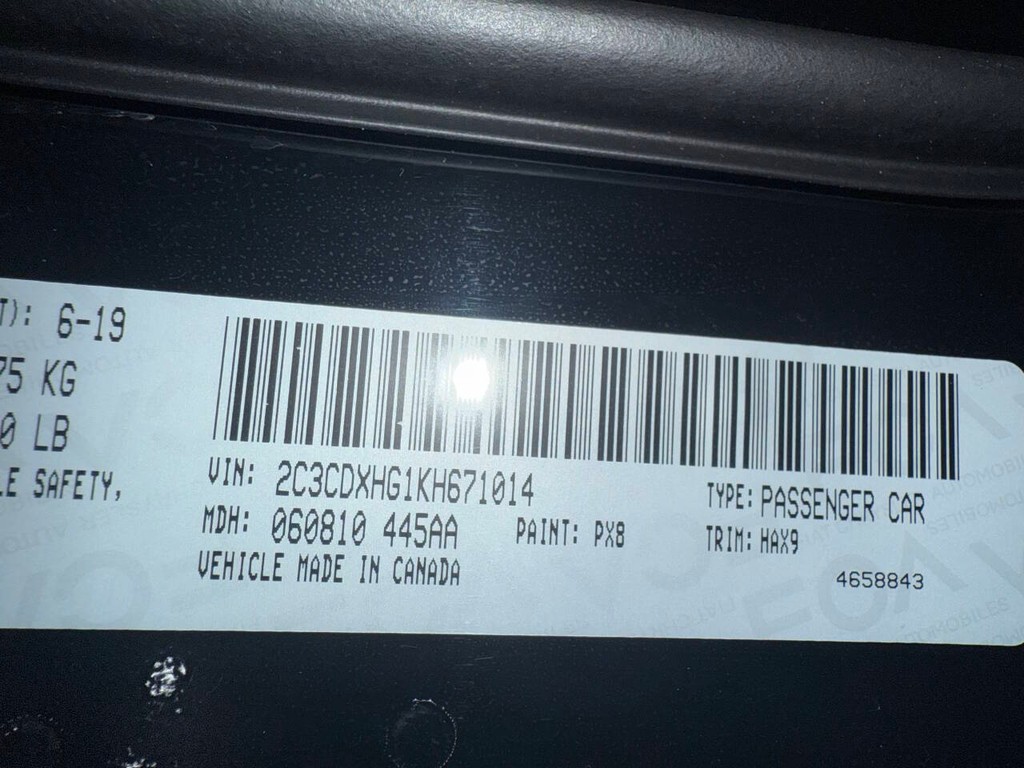 T): 6-19
75 KG
0 LB
LE SAFETY,
VIN: 2C3CDXHG1KH671014
TYPE: PASSENGER CAR
MDH: 060810 445AA
PAINT: PX8
TRIM: HAX9
VEHICLE MADE IN CANADA
4658843